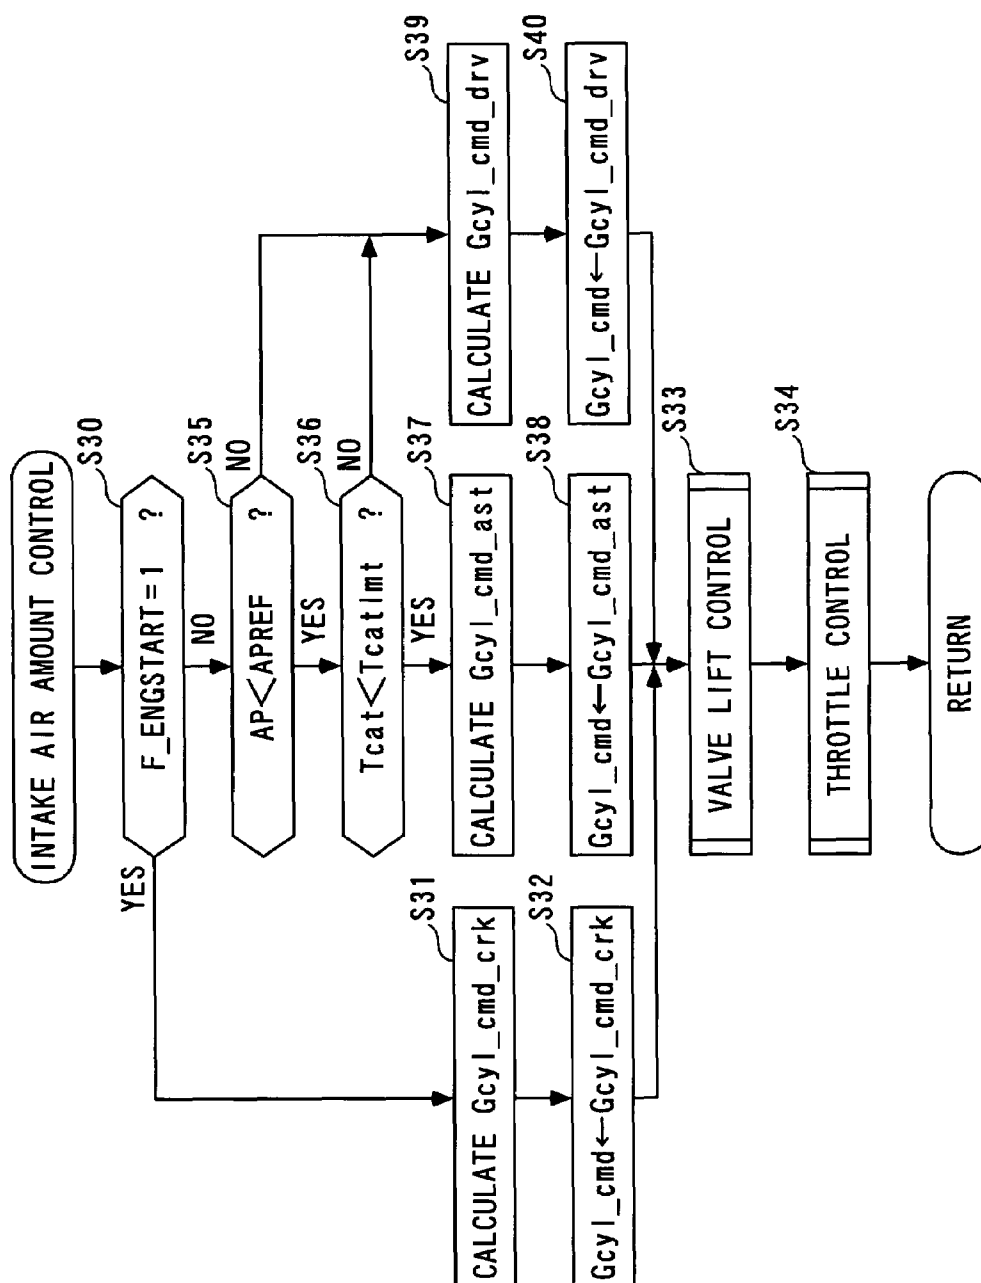 INTAKE AIR AMOUNT CONTROL
S30
F_ENGSTART=1 ?
YES
NO
S35
AP<APREF ?
NO
YES
S36
Tcat<Tcatlmt ?
NO
YES
S31
CALCULATE Gcyl_cmd_crk
S32
Gcyl_cmd←Gcyl_cmd_crk
S37
CALCULATE Gcyl_cmd_ast
S38
Gcyl_cmd←Gcyl_cmd_ast
S39
CALCULATE Gcyl_cmd_drv
S40
Gcyl_cmd←Gcyl_cmd_drv
S33
VALVE LIFT CONTROL
S34
THROTTLE CONTROL
RETURN